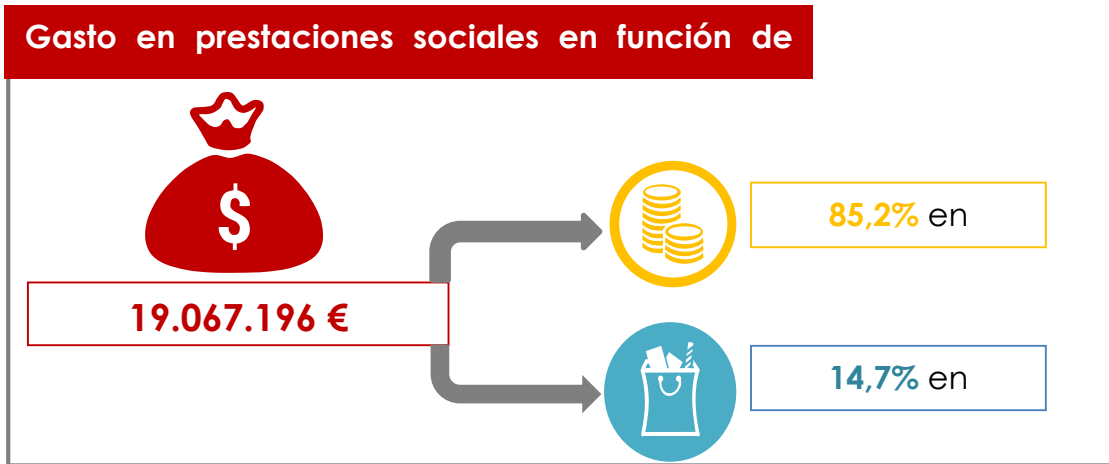 Gasto en prestaciones sociales en función de
$
19.067.196 €
85,2% en
14,7% en